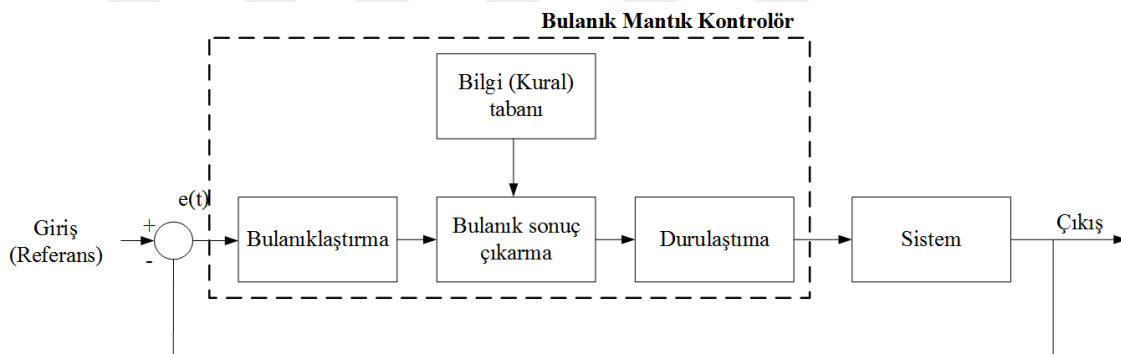 Bulanık Mantık Kontrolör
Bilgi (Kural)
tabanı
e(t)
Giriş
(Referans)
+
-
Bulanıklaştırma
Bulanık sonuç
çıkarma
Durulaştıma
Sistem
Çıkış